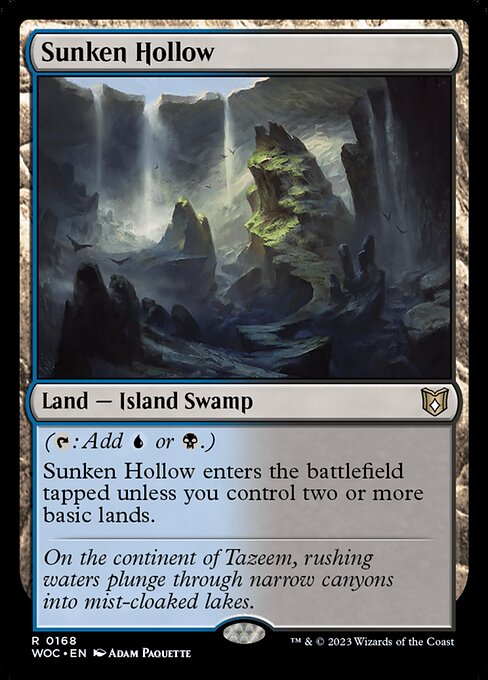 Sunken Hollow
Land — Island Swamp
(: Add or .)
Sunken Hollow enters the battlefield
tapped unless you control two or more
basic lands.
On the continent of Tazeem, rushing
waters plunge through narrow canyons
into mist-cloaked lakes.
R 0168
WOC • EN Adam Paquette
™ & © 2023 Wizards of the Coast